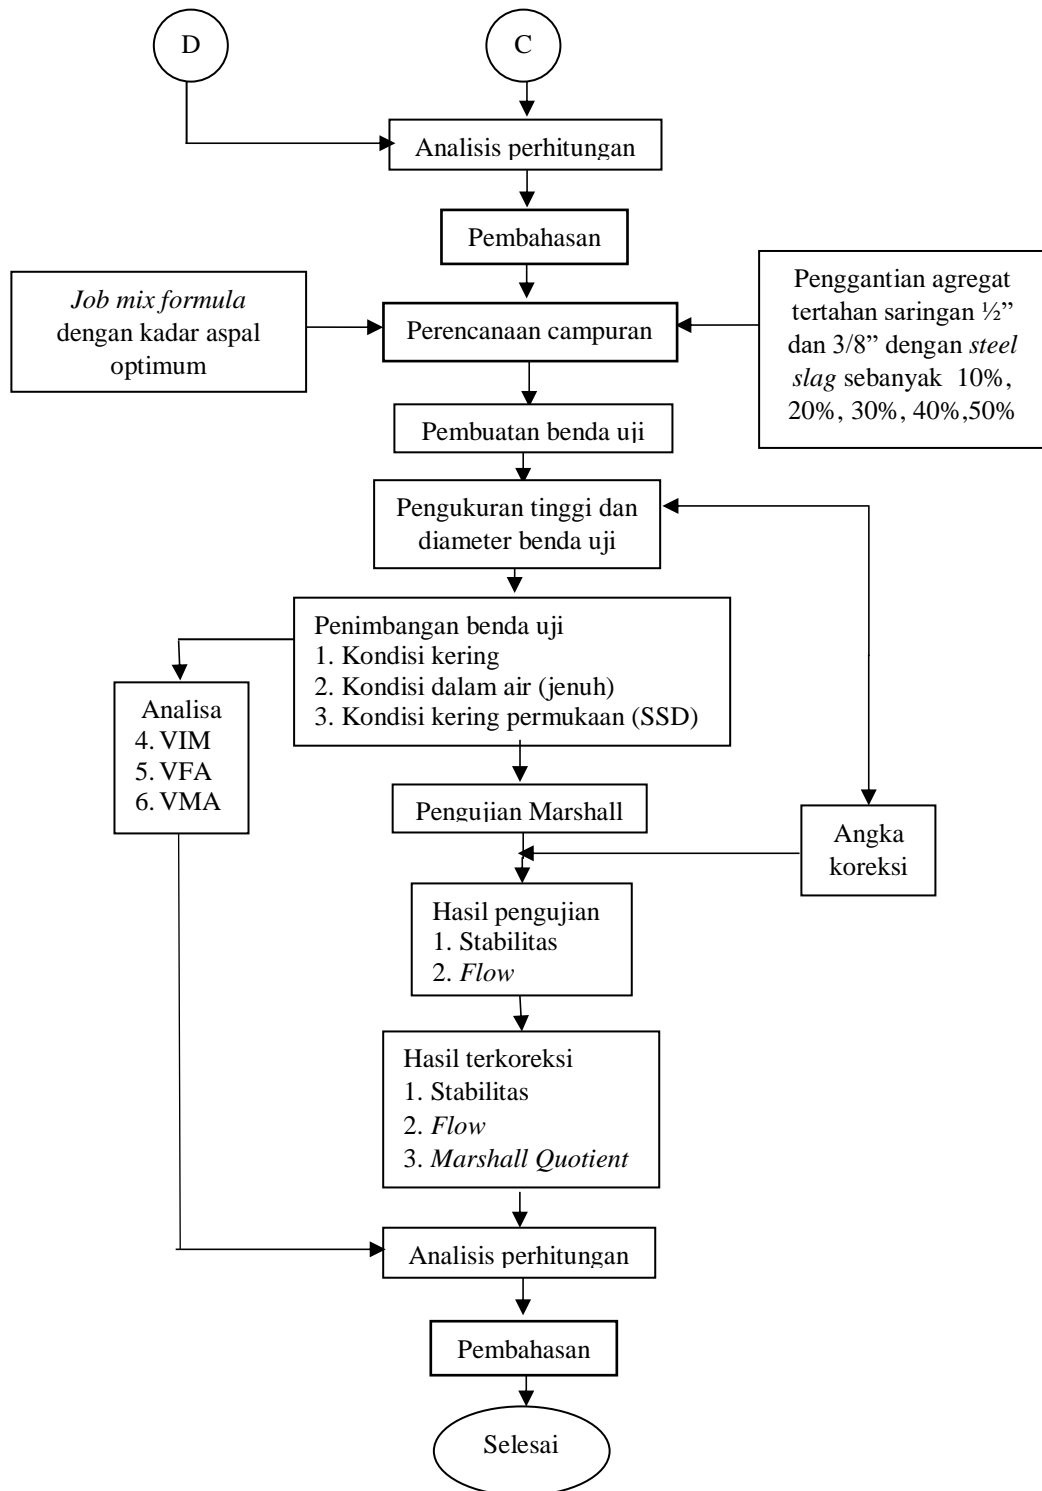 D
C
Analisis perhitungan
Pembahasan
Job mix formula
dengan kadar aspal
optimum
Perencanaan campuran
Penggantian agregat
tertahan saringan ½”
dan 3/8” dengan steel
slag sebanyak 10%,
20%, 30%, 40%,50%
Pembuatan benda uji
Pengukuran tinggi dan
diameter benda uji
Penimbangan benda uji
1. Kondisi kering
2. Kondisi dalam air (jenuh)
3. Kondisi kering permukaan (SSD)
Analisa
4. VIM
5. VFA
6. VMA
Pengujian Marshall
Angka
koreksi
Hasil pengujian
1. Stabilitas
2. Flow
Hasil terkoreksi
1. Stabilitas
2. Flow
3. Marshall Quotient
Analisis perhitungan
Pembahasan
Selesai